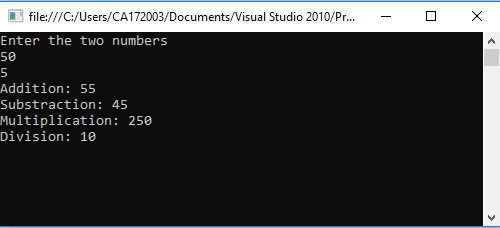 file:///C:/Users/CA172003/Documents/Visual Studio 2010/Pr...
Enter the two numbers
50
5
Addition: 55
Substraction: 45
Multiplication: 250
Division: 10